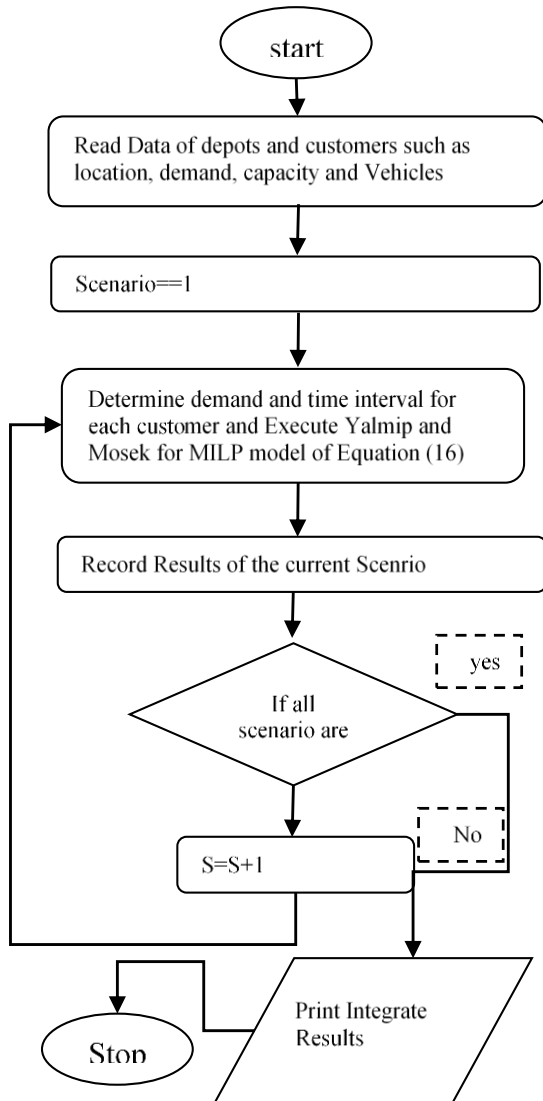 start
Read Data of depots and customers such as
location, demand, capacity and Vehicles
Scenario==1
Determine demand and time interval for
each customer and Execute Yalmip and
Mosek for MILP model of Equation (16)
Record Results of the current Scenrio
yes
If all
scenario are
No
S=S+1
Print Integrate
Results
Stop